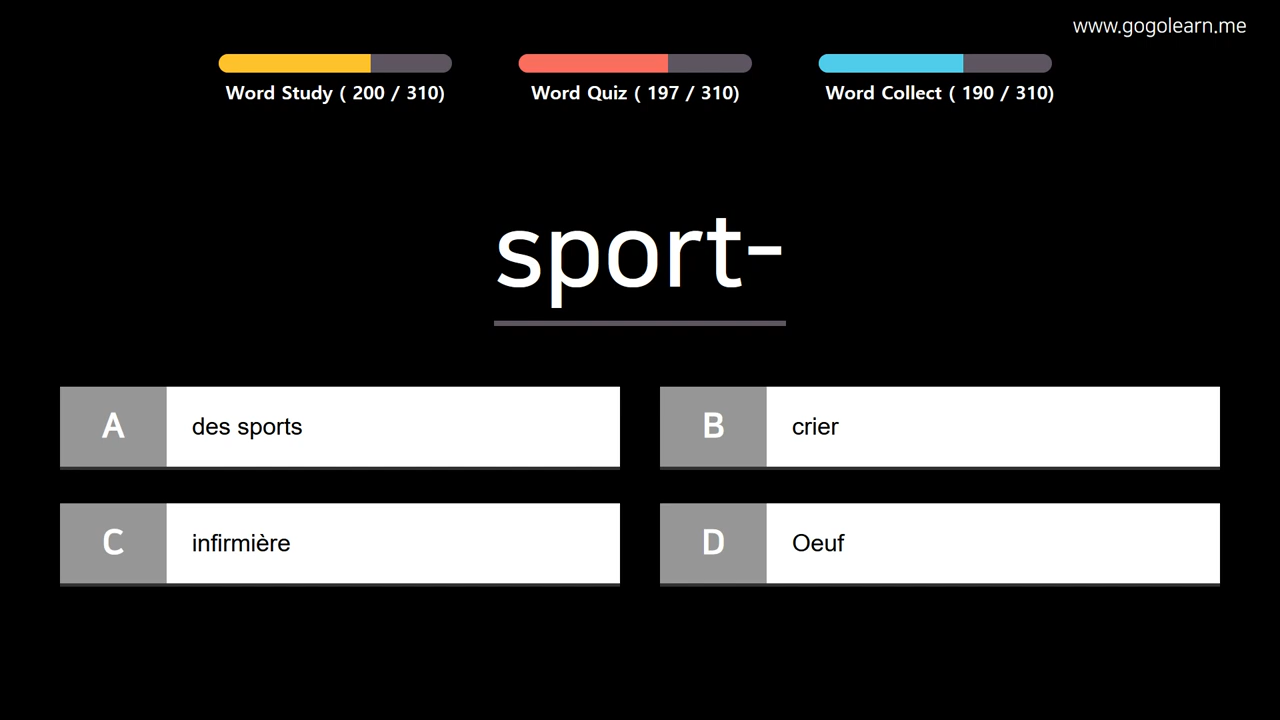 www.gogolearn.me
Word Study ( 200 / 310)
Word Quiz ( 197 / 310)
Word Collect ( 190 / 310)
sport-
A des sports
B crier
C infirmière
D Oeuf